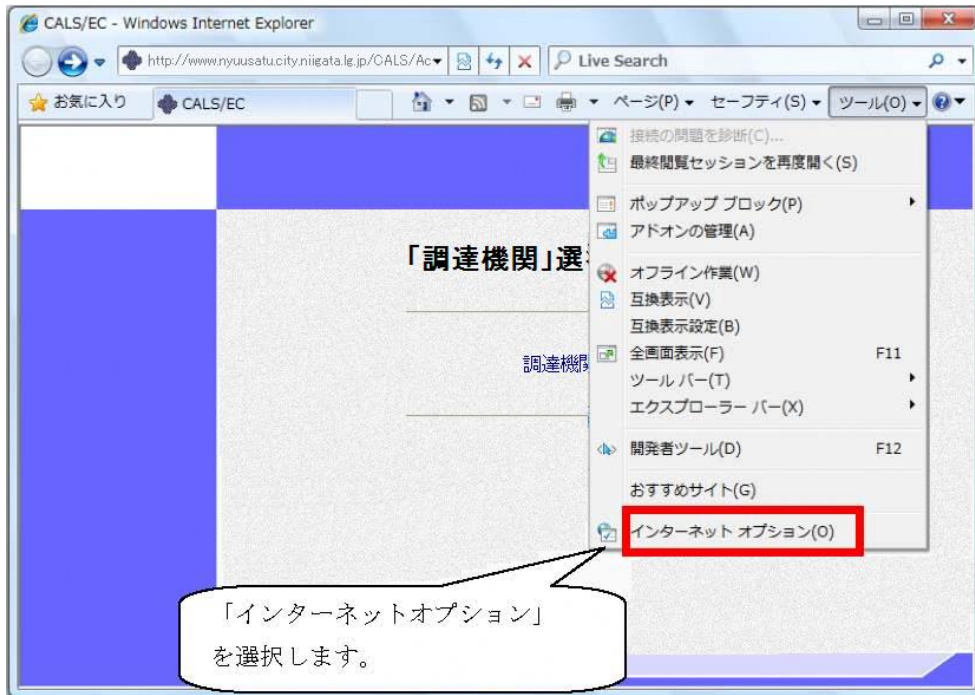 CALS/EC - Windows Internet Explorer
http://www.nyuusatu.city.niigata.lg.jp/CALS/Ac
Live Search
お気に入り
CALS/EC
ページ(P)
セーフティ(S)
ツール(O)
接続の問題を診断(C)...
最終閲覧セッションを再度開く(S)
ポップアップ ブロック(P)
アドオンの管理(A)
「調達機関」選
オフライン作業(W)
互換表示(V)
互換表示設定(B)
調達機関
全画面表示(F) F11
ツール バー(T)
エクスプローラー バー(X)
開発者ツール(D) F12
おすすめサイト(G)
インターネット オプション(O)
「インターネットオプション」
を選択します。